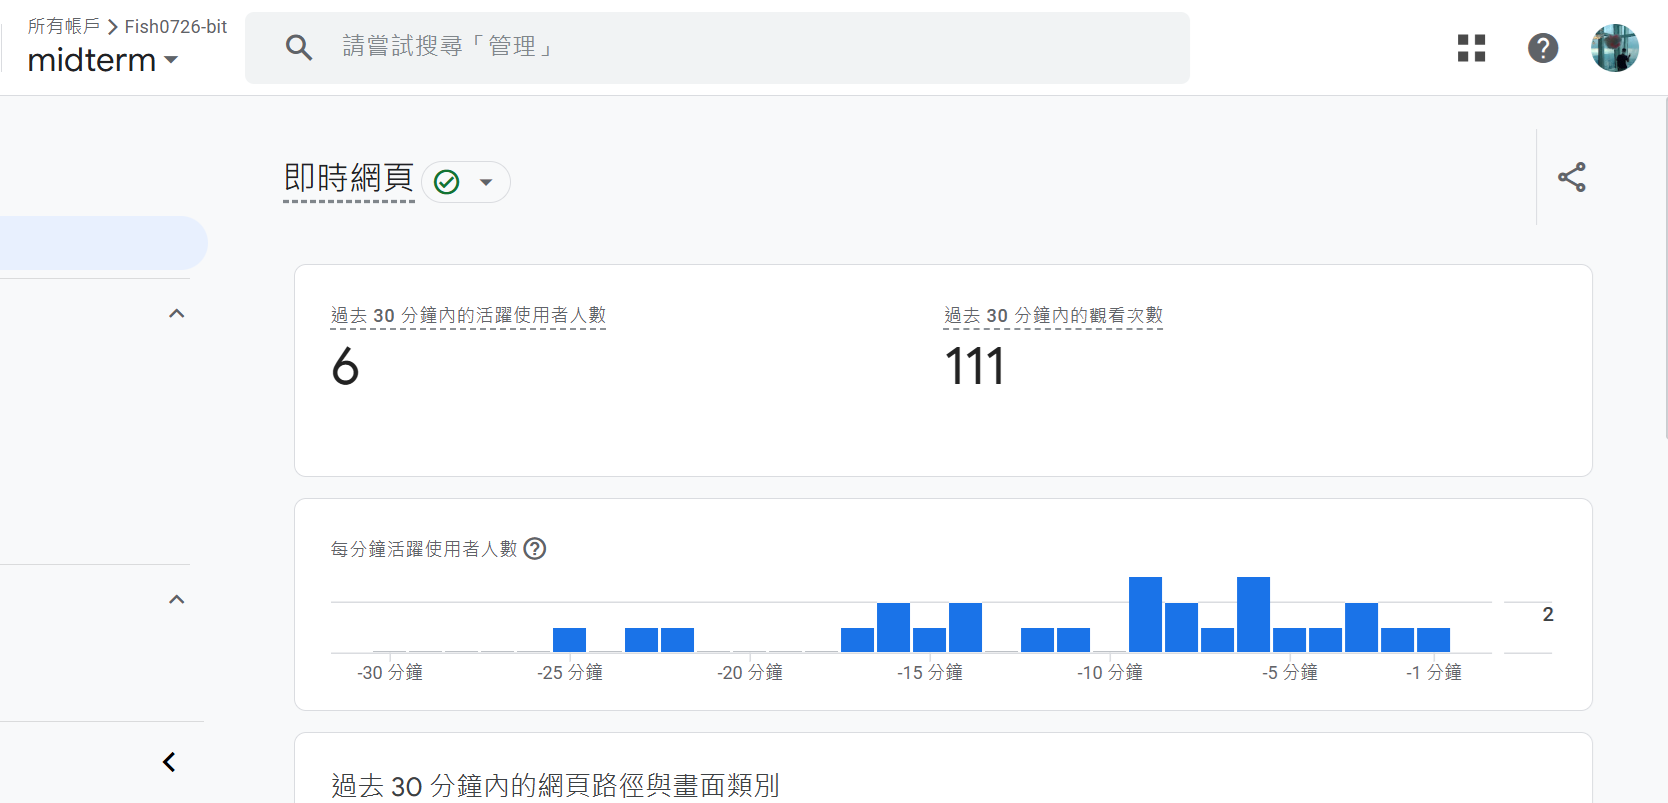 所有帳戶 Fish0726-bit
midterm
請嘗試搜尋「管理」
即時網頁
過去 30 分鐘內的活躍使用者人數
6
過去 30 分鐘內的觀看次數
111
每分鐘活躍使用者人數
2
-30 分鐘 -25 分鐘 -20 分鐘 -15 分鐘 -10 分鐘 -5 分鐘 -1 分鐘
過去 30 分鐘內的網頁路徑與畫面類別